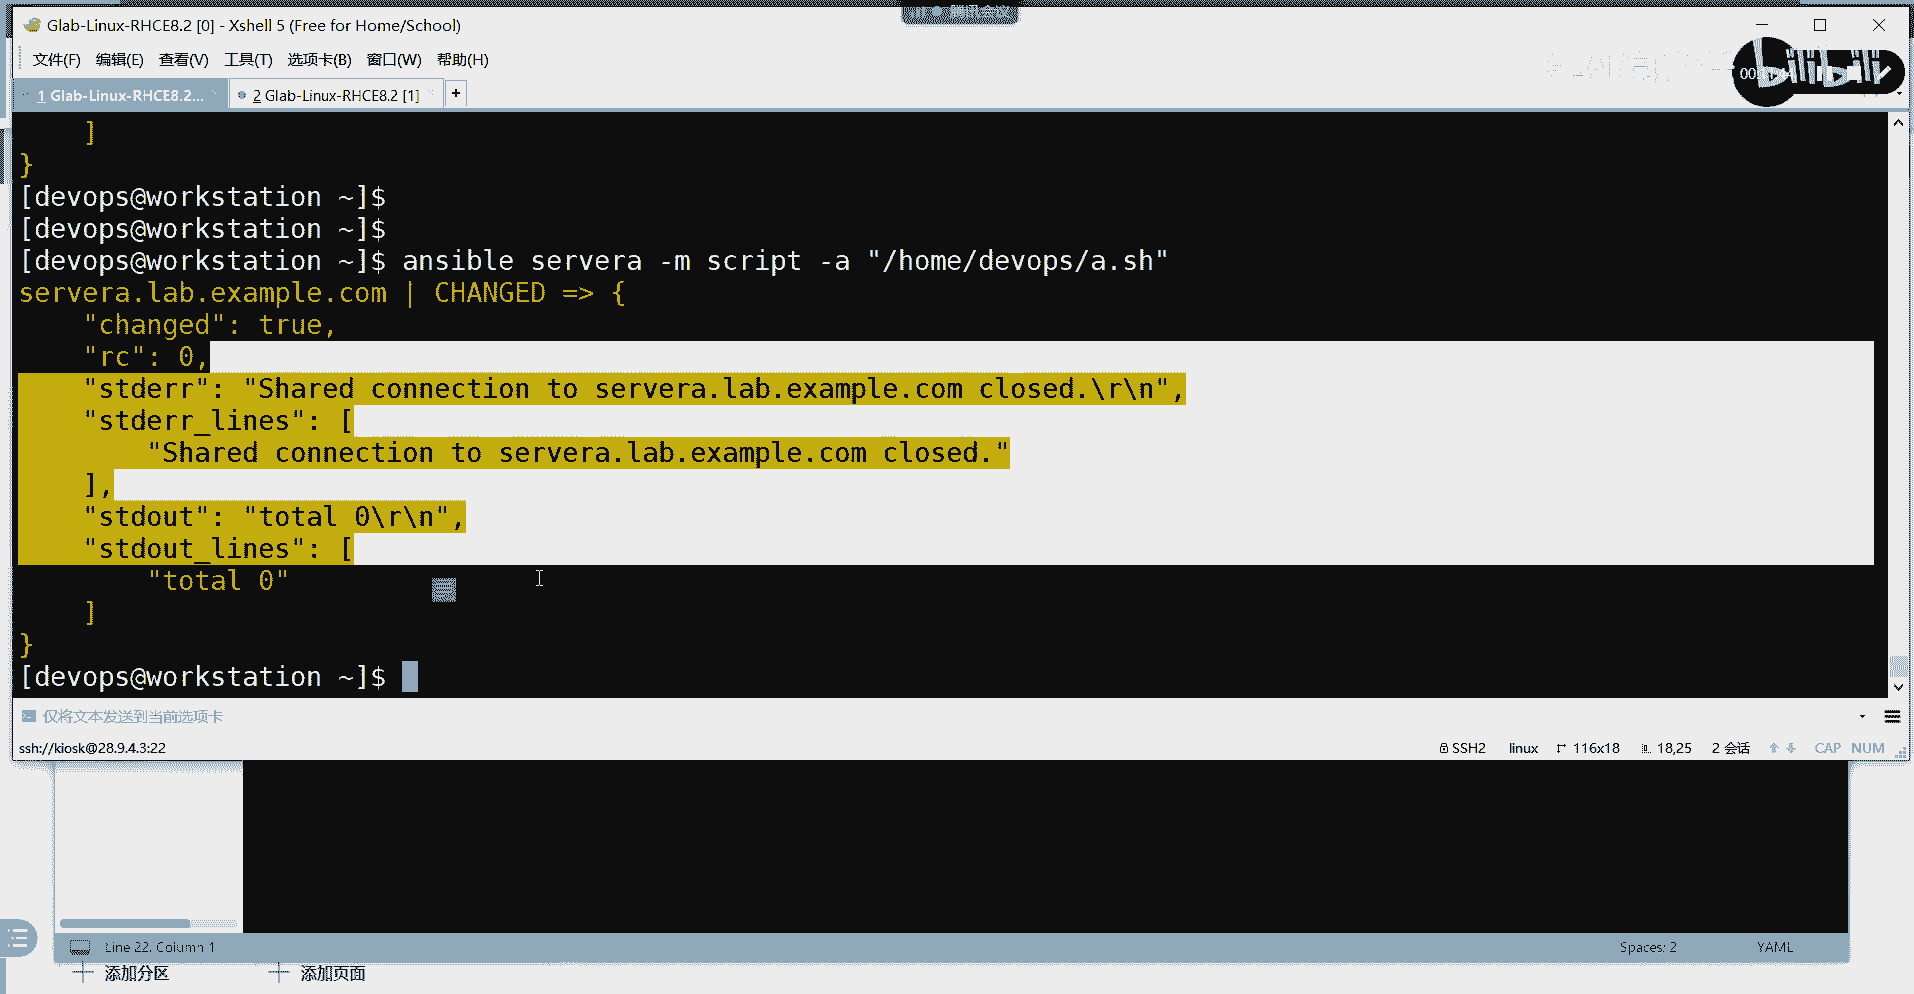 腾讯会议
Glab-Linux-RHCE8.2 [0] - Xshell 5 (Free for Home/School)
文件(F) 编辑(E) 查看(V) 工具(T) 选项卡(B) 窗口(W) 帮助(H)
bilibili
1 Glab-Linux-RHCE8.2... 2 Glab-Linux-RHCE8.2 [1] +
    ]
}
[devops@workstation ~]$
[devops@workstation ~]$
[devops@workstation ~]$ ansible servera -m script -a "/home/devops/a.sh"
servera.lab.example.com | CHANGED => {
    "changed": true,
    "rc": 0,
    "stderr": "Shared connection to servera.lab.example.com closed.\r\n",
    "stderr_lines": [
        "Shared connection to servera.lab.example.com closed."
    ],
    "stdout": "total 0\r\n",
    "stdout_lines": [
        "total 0"
    ]
}
[devops@workstation ~]$
仅将文本发送到当前选项卡
ssh://kiosk@28.9.4.3:22 SSH2 linux 116x18 18,25 2 会话 CAP NUM
Line 22, Column 1 Spaces: 2 YAML
添加分区 添加页面